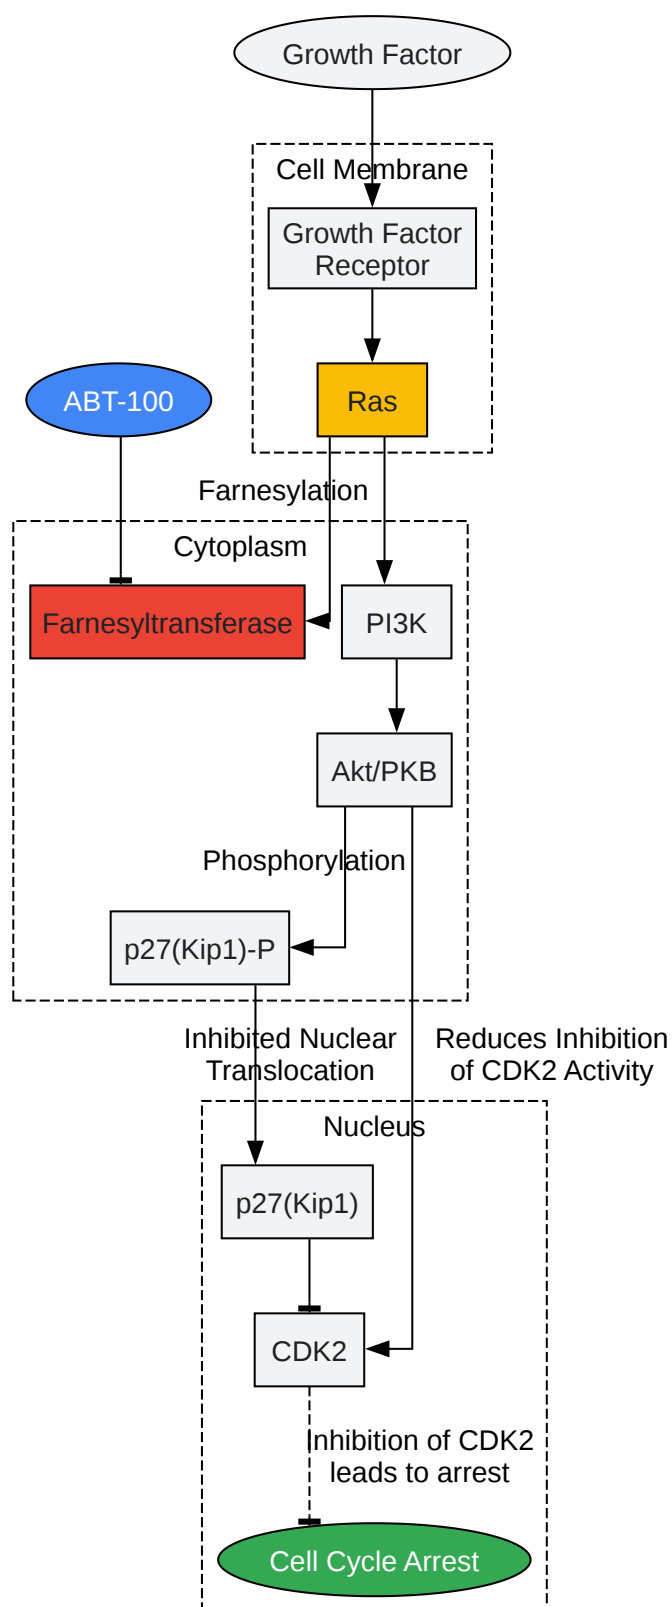 Growth Factor
Cell Membrane
Growth Factor
Receptor
ABT-100
Ras
Farnesylation
Cytoplasm
Farnesyltransferase
PI3K
Akt/PKB
Phosphorylation
p27(Kip1)-P
Inhibited Nuclear
Translocation
Reduces Inhibition
of CDK2 Activity
Nucleus
p27(Kip1)
CDK2
Inhibition of CDK2
leads to arrest
Cell Cycle Arrest